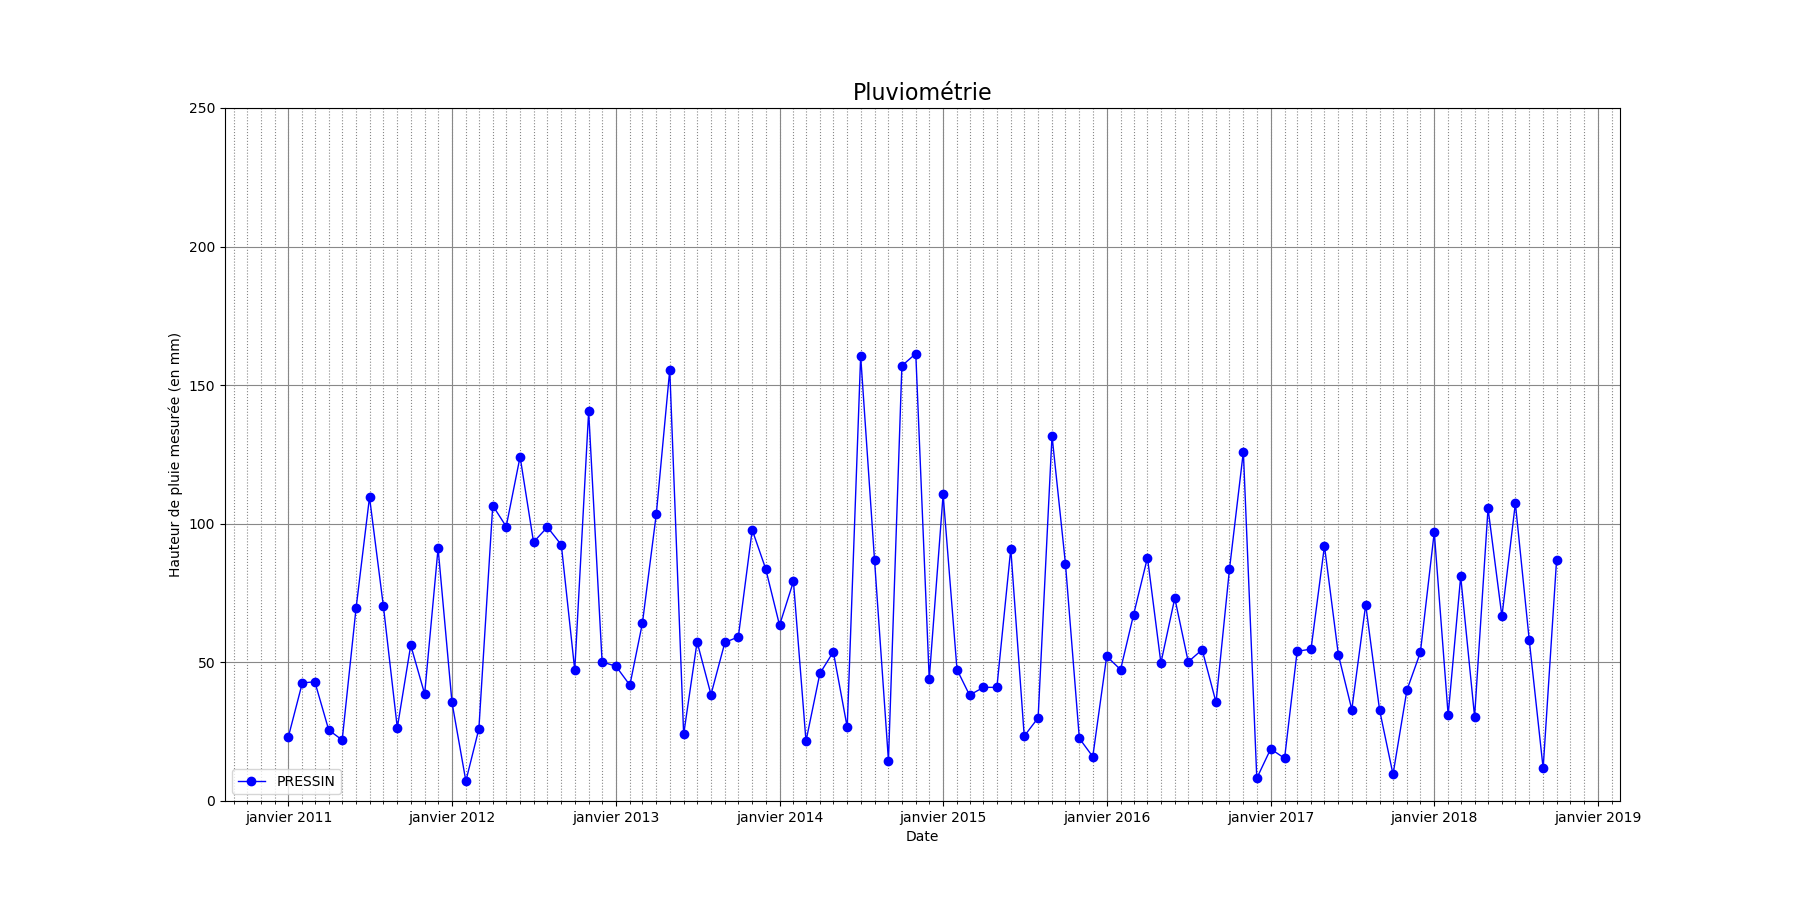 Pluviométrie
250
200
150
100
50
0
Hauteur de pluie mesurée (en mm)
PRESSIN
janvier 2011 janvier 2012 janvier 2013 janvier 2014 janvier 2015 janvier 2016 janvier 2017 janvier 2018 janvier 2019
Date